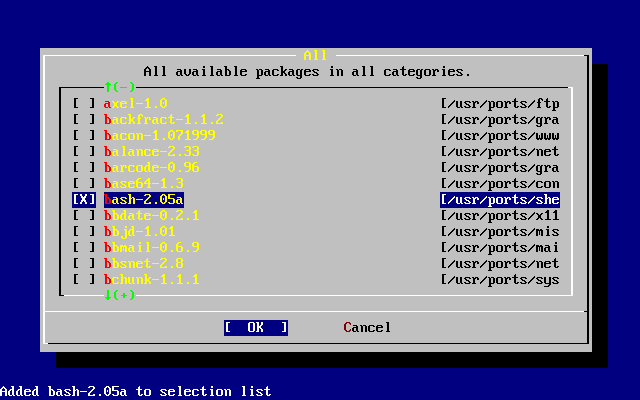 All
All available packages in all categories.
↑(-)
[ ] axel-1.0 [/usr/ports/ftp
[ ] backfract-1.1.2 [/usr/ports/gra
[ ] bacon-1.071999 [/usr/ports/www
[ ] balance-2.33 [/usr/ports/net
[ ] barcode-0.96 [/usr/ports/gra
[ ] base64-1.3 [/usr/ports/con
[X] bash-2.05a [/usr/ports/she
[ ] bbdate-0.2.1 [/usr/ports/x11
[ ] bbjd-1.01 [/usr/ports/mis
[ ] bbmail-0.6.9 [/usr/ports/mai
[ ] bbsnet-2.8 [/usr/ports/net
[ ] bchunk-1.1.1 [/usr/ports/sys
↓(+)
[ OK ] Cancel
Added bash-2.05a to selection list